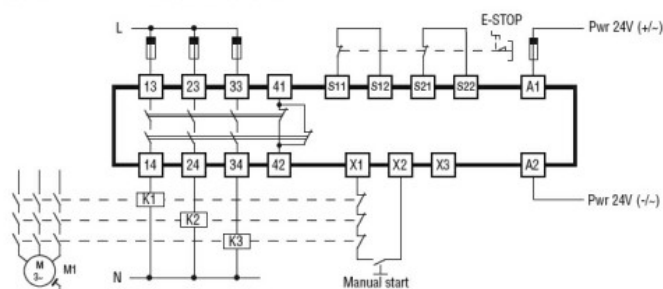 E-STOP
L
Pwr 24V (+/~)
13 23 33 41 S11 S12 S21 S22 A1
14 24 34 42 X1 X2 X3 A2
K1
Pwr 24V (-/~)
K2
K3
M
3~
M1
N
Manual start